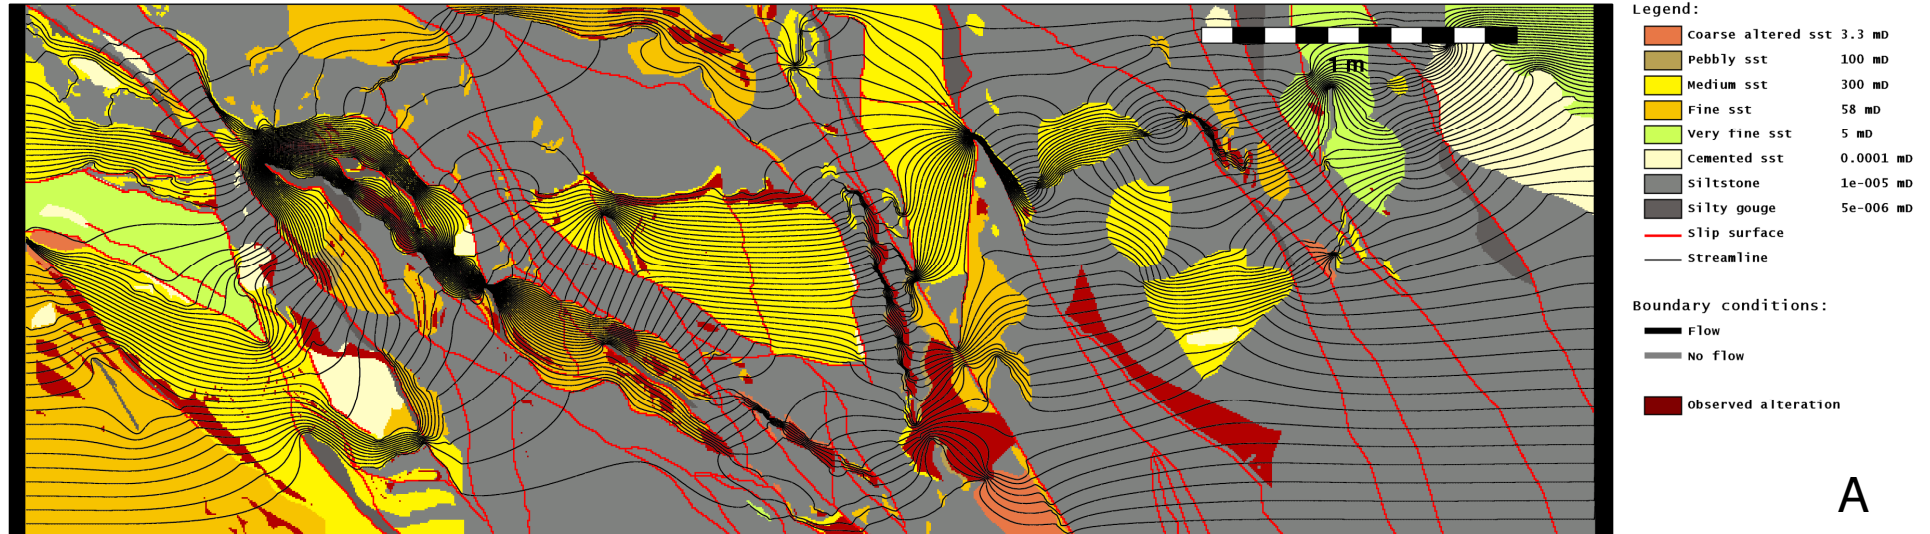 Legend:
Coarse altered sst 3.3 mD
Pebbly sst 100 mD
Medium sst 300 mD
Fine sst 58 mD
Very fine sst 5 mD
Cemented sst 0.0001 mD
Siltstone 1e-005 mD
Silty gouge 5e-006 mD
Slip surface
Streamline
Boundary conditions:
Flow
No flow
Observed alteration
1 m
A